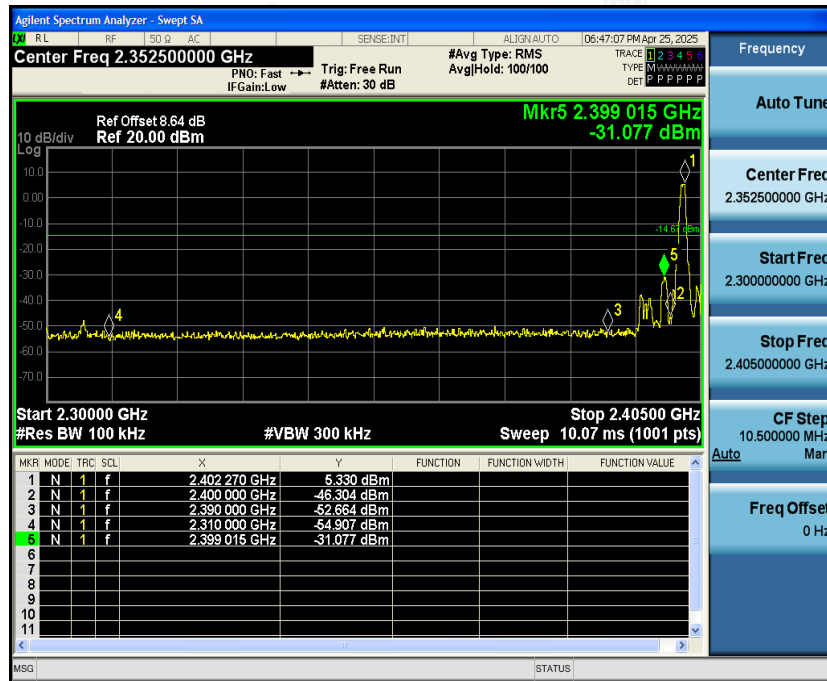 Agilent Spectrum Analyzer - Swept SA
LXI RL RF 50 Ω AC SENSE:INT ALIGN AUTO 06:47:07 PM Apr 25, 2025
Center Freq 2.352500000 GHz
#Avg Type: RMS
TRACE 1 2 3 4 5 6
PNO: Fast
Trig: Free Run
Avg|Hold: 100/100
TYPE MWWWWW
IFGain:Low
#Atten: 30 dB
DET P P P P P P
Mkr5 2.399 015 GHz
-31.077 dBm
Ref Offset 8.64 dB
10 dB/div Ref 20.00 dBm
Log
10.0
0.00
-10.0
-20.0
-30.0
-40.0
-50.0
-60.0
-70.0
1
5
2
3
4
Start 2.30000 GHz Stop 2.40500 GHz
#Res BW 100 kHz #VBW 300 kHz Sweep 10.07 ms (1001 pts)
MKR MODE TRC SCL X Y FUNCTION FUNCTION WIDTH FUNCTION VALUE
1 N 1 f 2.402 270 GHz 5.330 dBm
2 N 1 f 2.400 000 GHz -46.304 dBm
3 N 1 f 2.390 000 GHz -52.664 dBm
4 N 1 f 2.310 000 GHz -54.907 dBm
5 N 1 f 2.399 015 GHz -31.077 dBm
6
7
8
9
10
11
MSG STATUS
Frequency
Auto Tune
Center Freq
2.352500000 GHz
Start Freq
2.300000000 GHz
Stop Freq
2.405000000 GHz
CF Step
10.500000 MHz
Auto Man
Freq Offset
0 Hz